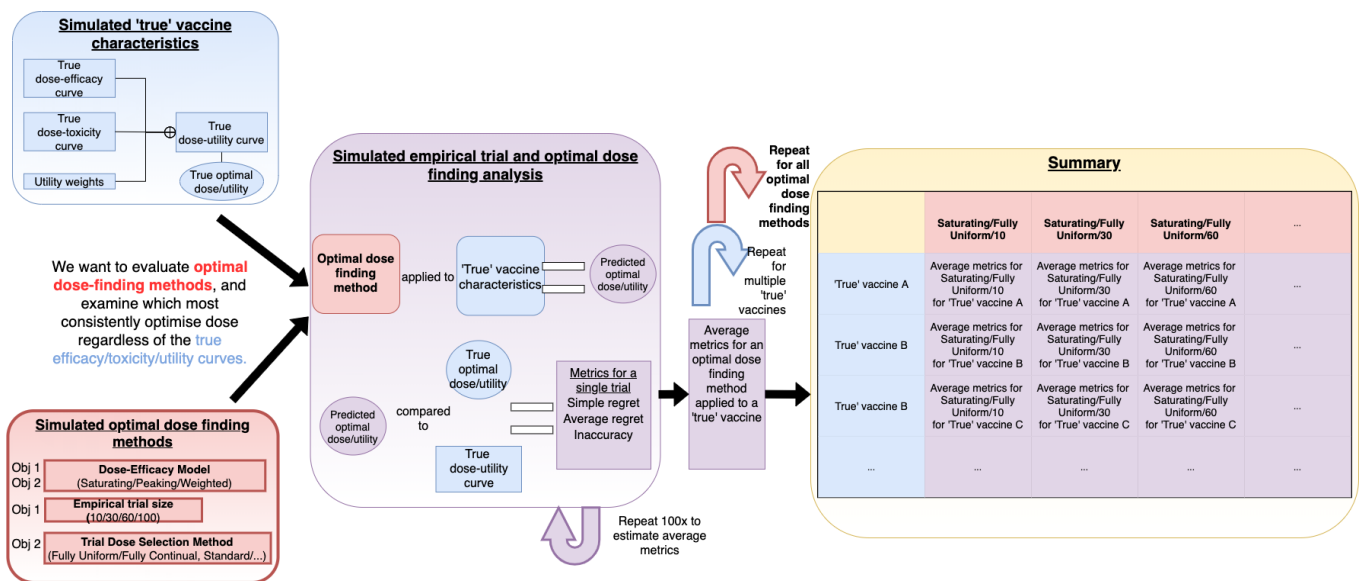 Simulated 'true' vaccine
characteristics
True
dose-efficacy
curve
True
dose-toxicity
curve
Utility weights
True
dose-utility curve
True optimal
dose/utility
We want to evaluate optimal
dose-finding methods, and
examine which most
consistently optimise dose
regardless of the true
efficacy/toxicity/utility curves.
Simulated optimal dose finding
methods
Obj 1
Obj 2
Dose-Efficacy Model
(Saturating/Peaking/Weighted)
Obj 1
Empirical trial size
(10/30/60/100)
Obj 2
Trial Dose Selection Method
(Fully Uniform/Fully Continual, Standard/...)
Simulated empirical trial and optimal dose
finding analysis
Optimal dose
finding
method
applied to
'True' vaccine
characteristics
Predicted
optimal
dose/utility
True
optimal
dose/utility
Predicted
optimal
dose/utility
compared
to
True
dose-utility
curve
Metrics for a
single trial
Simple regret
Average regret
Inaccuracy
Repeat 100x to
estimate average
metrics
Average
metrics for an
optimal dose
finding
method
applied to a
'true' vaccine
Repeat
for all
optimal
dose
finding
methods
Repeat
for
multiple
'true'
vaccines
Summary
Saturating/Fully
Uniform/10
Saturating/Fully
Uniform/30
Saturating/Fully
Uniform/60
...
'True' vaccine A
Average metrics for
Saturating/Fully
Uniform/10
for 'True' vaccine A
Average metrics for
Saturating/Fully
Uniform/30
for 'True' vaccine A
Average metrics for
Saturating/Fully
Uniform/60
for 'True' vaccine A
...
True' vaccine B
Average metrics for
Saturating/Fully
Uniform/10
for 'True' vaccine B
Average metrics for
Saturating/Fully
Uniform/30
for 'True' vaccine B
Average metrics for
Saturating/Fully
Uniform/60
for 'True' vaccine B
...
True' vaccine B
Average metrics for
Saturating/Fully
Uniform/10
for 'True' vaccine C
Average metrics for
Saturating/Fully
Uniform/30
for 'True' vaccine C
Average metrics for
Saturating/Fully
Uniform/60
for 'True' vaccine C
...
...
...
...
...
...